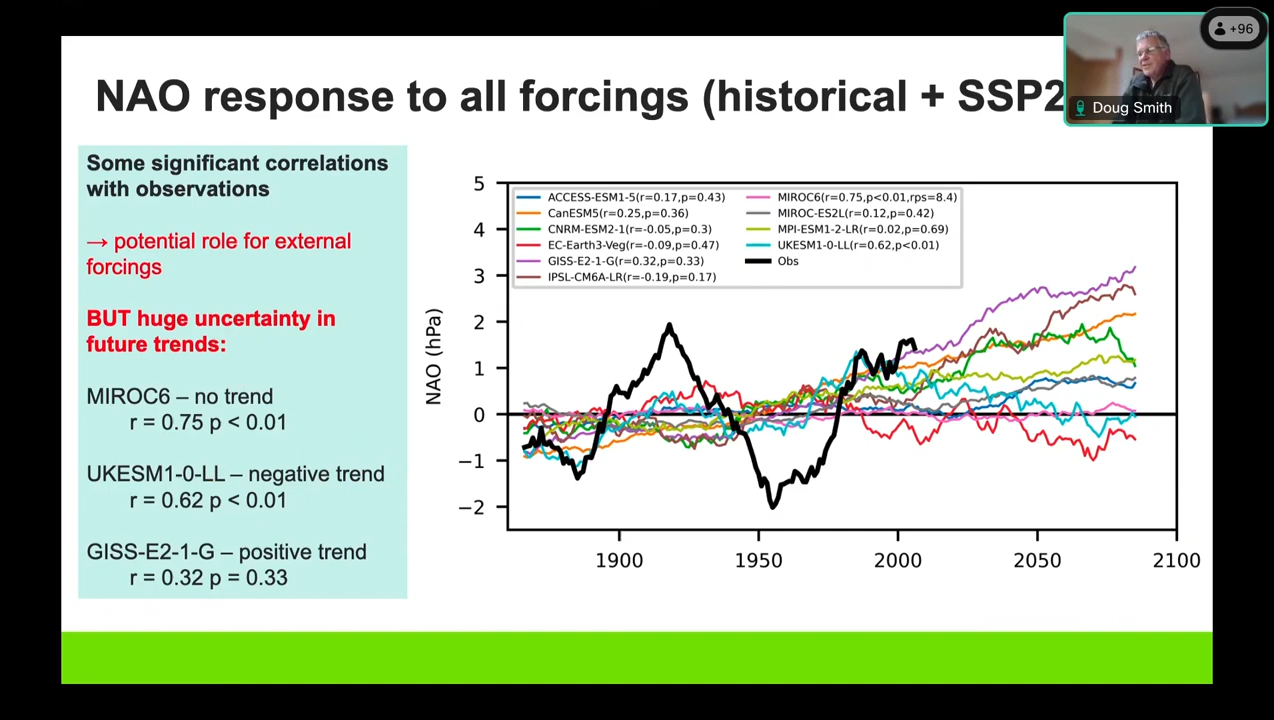 NAO response to all forcings (historical + SSP2
+96
Doug Smith
Some significant correlations
with observations
→ potential role for external
forcings
BUT huge uncertainty in
future trends:
MIROC6 – no trend
r = 0.75 p < 0.01
UKESM1-0-LL – negative trend
r = 0.62 p < 0.01
GISS-E2-1-G – positive trend
r = 0.32 p = 0.33
ACCESS-ESM1-5(r=0.17,p=0.43)
CanESM5(r=0.25,p=0.36)
CNRM-ESM2-1(r=-0.05,p=0.3)
EC-Earth3-Veg(r=-0.09,p=0.47)
GISS-E2-1-G(r=0.32,p=0.33)
IPSL-CM6A-LR(r=-0.19,p=0.17)
MIROC6(r=0.75,p<0.01,rps=8.4)
MIROC-ES2L(r=0.12,p=0.42)
MPI-ESM1-2-LR(r=0.02,p=0.69)
UKESM1-0-LL(r=0.62,p<0.01)
Obs
NAO (hPa)
5
4
3
2
1
0
−1
−2
1900
1950
2000
2050
2100